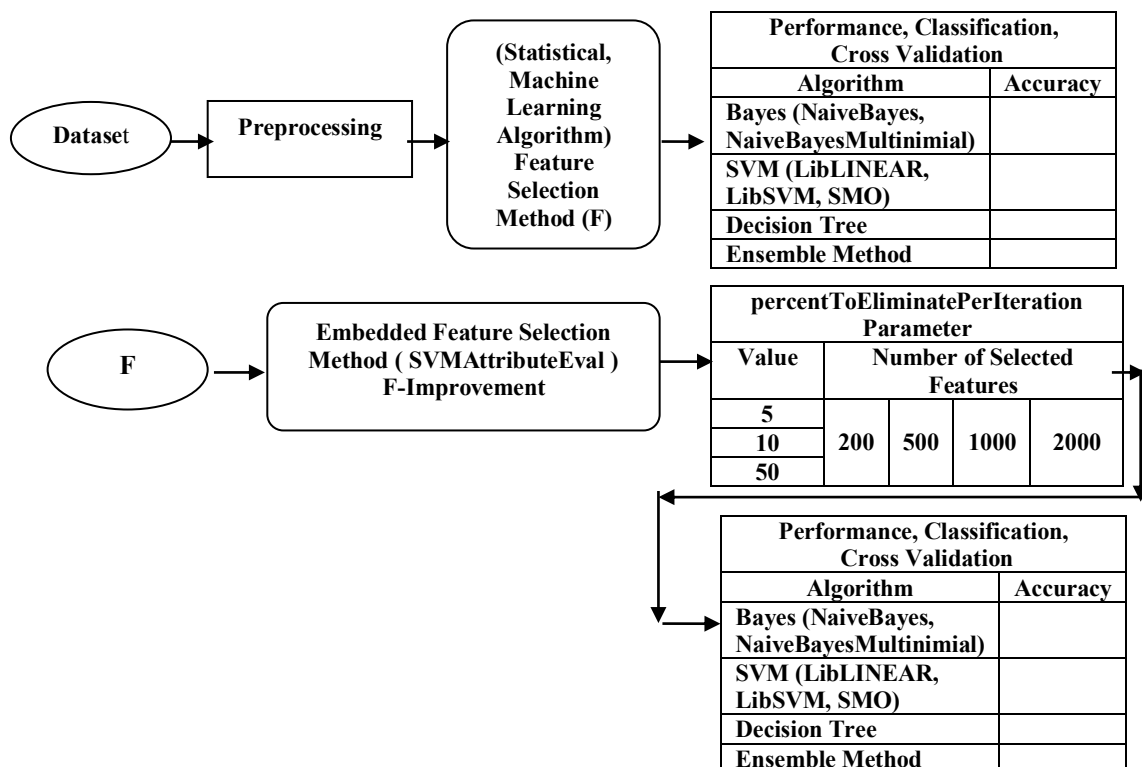 Dataset
Preprocessing
(Statistical,
Machine
Learning
Algorithm)
Feature
Selection
Method (F)
Performance, Classification,
Cross Validation
Algorithm Accuracy
Bayes (NaiveBayes,
NaiveBayesMultinimial)
SVM (LibLINEAR,
LibSVM, SMO)
Decision Tree
Ensemble Method
F
Embedded Feature Selection
Method ( SVMAttributeEval )
F-Improvement
percentToEliminatePerIteration
Parameter
Value Number of Selected
Features
5
10 200 500 1000 2000
50
Performance, Classification,
Cross Validation
Algorithm Accuracy
Bayes (NaiveBayes,
NaiveBayesMultinimial)
SVM (LibLINEAR,
LibSVM, SMO)
Decision Tree
Ensemble Method